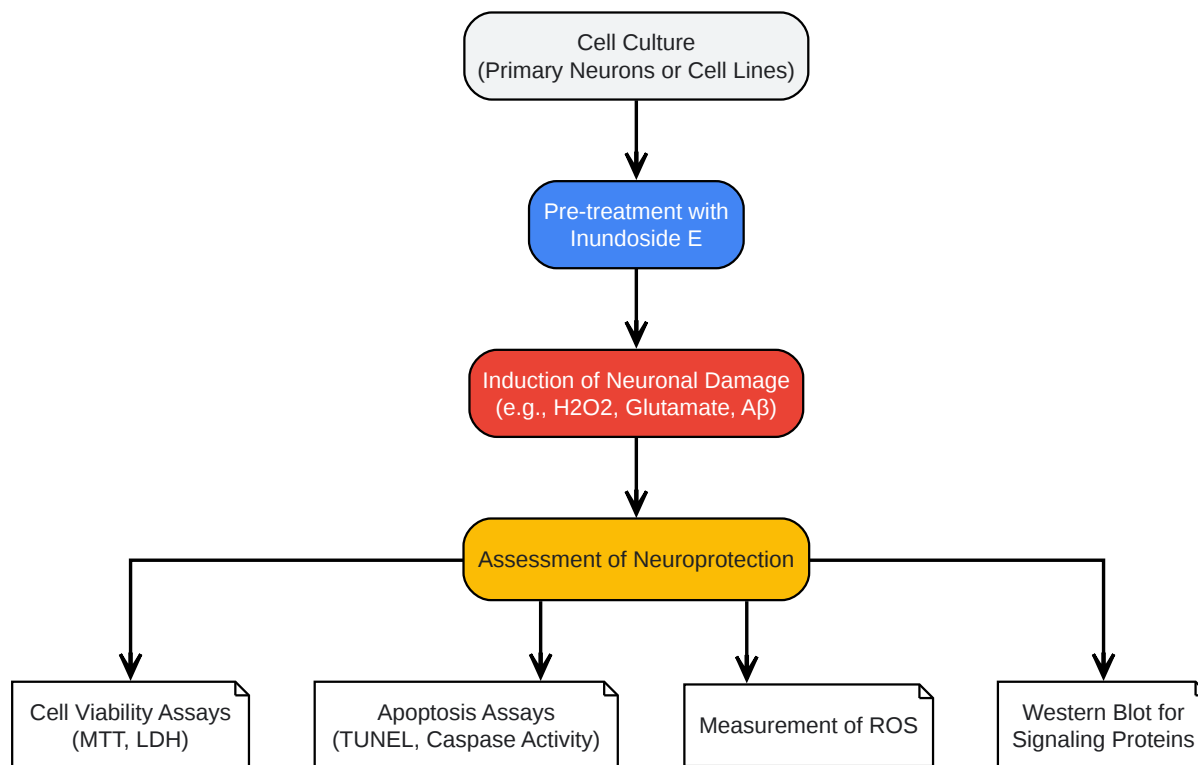 Cell Culture
(Primary Neurons or Cell Lines)
Pre-treatment with
Inundoside E
Induction of Neuronal Damage
(e.g., H2O2, Glutamate, Aβ)
Assessment of Neuroprotection
Cell Viability Assays
(MTT, LDH)
Apoptosis Assays
(TUNEL, Caspase Activity)
Measurement of ROS
Western Blot for
Signaling Proteins